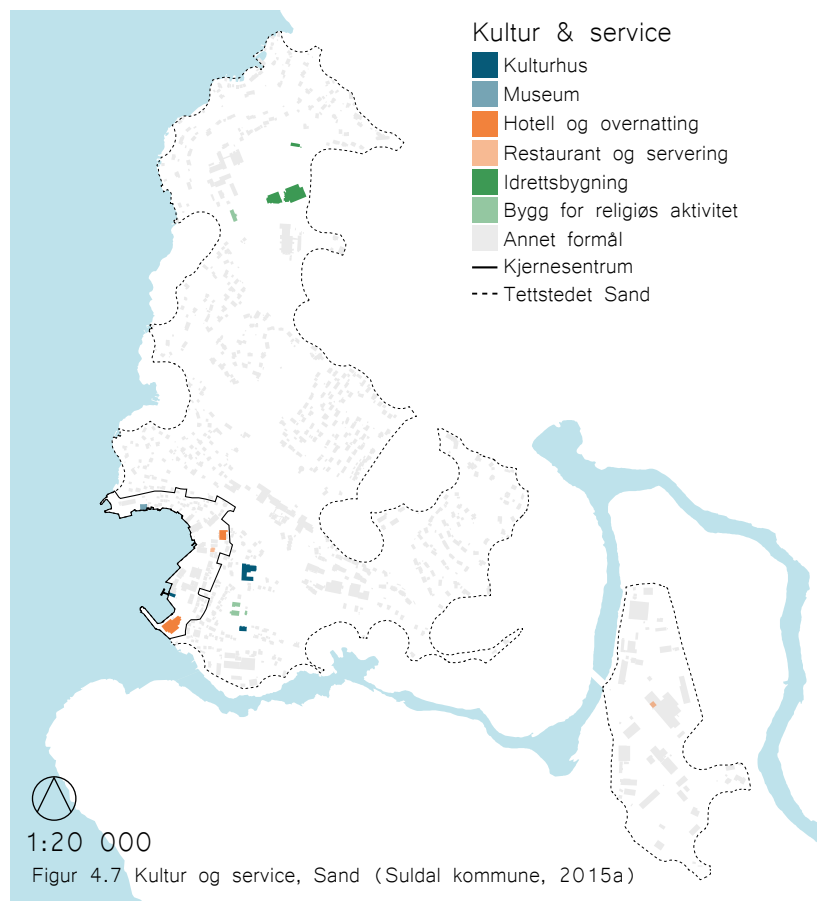 Kultur & service
Kulturhus
Museum
Hotell og overnatting
Restaurant og servering
Idrettsbygning
Bygg for religiøs aktivitet
Annet formål
Kjernesentrum
Tettstedet Sand
1:20 000
Figur 4.7 Kultur og service, Sand (Suldal kommune, 2015a)